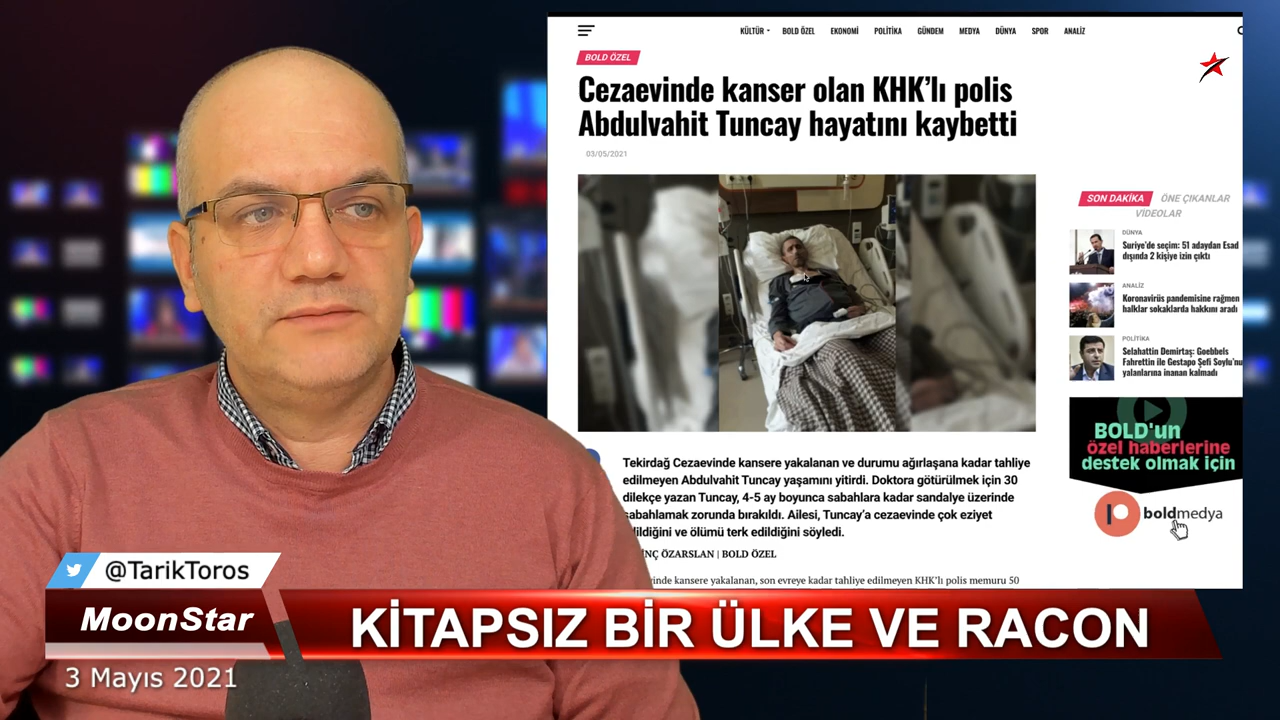 KÜLTÜR BOLD ÖZEL EKONOMİ POLİTİKA GÜNDEM MEDYA DÜNYA SPOR ANALİZ
BOLD ÖZEL
Cezaevinde kanser olan KHK’lı polis
Abdulvahit Tuncay hayatını kaybetti
03/05/2021
SON DAKİKA ÖNE ÇIKANLAR
VİDEOLAR
DÜNYA
Suriye’de seçim: 51 adaydan Esad
dışında 2 kişiye izin çıktı
ANALİZ
Koronavirüs pandemisine rağmen
halklar sokaklarda hakkını aradı
POLİTİKA
Selahattin Demirtaş: Goebbels
Fahrettin ile Gestapo Şefi Soylu’nu
yalanlarına inanan kalmadı
BOLD'un
özel haberlerine
destek olmak için
boldmedya
Tekirdağ Cezaevinde kansere yakalanan ve durumu ağırlaşana kadar tahliye
edilmeyen Abdulvahit Tuncay yaşamını yitirdi. Doktora götürülmek için 30
dilekçe yazan Tuncay, 4-5 ay boyunca sabahlara kadar sandalye üzerinde
sabahlamak zorunda bırakıldı. Ailesi, Tuncay’a cezaevinde çok eziyet
dildiğini ve ölümü terk edildiğini söyledi.
NÇ ÖZARSLAN | BOLD ÖZEL
inde kansere yakalanan, son evreye kadar tahliye edilmeyen KHK’lı polis memuru 50
@TarikToros
MoonStar
KİTAPSIZ BİR ÜLKE VE RACON
3 Mayıs 2021